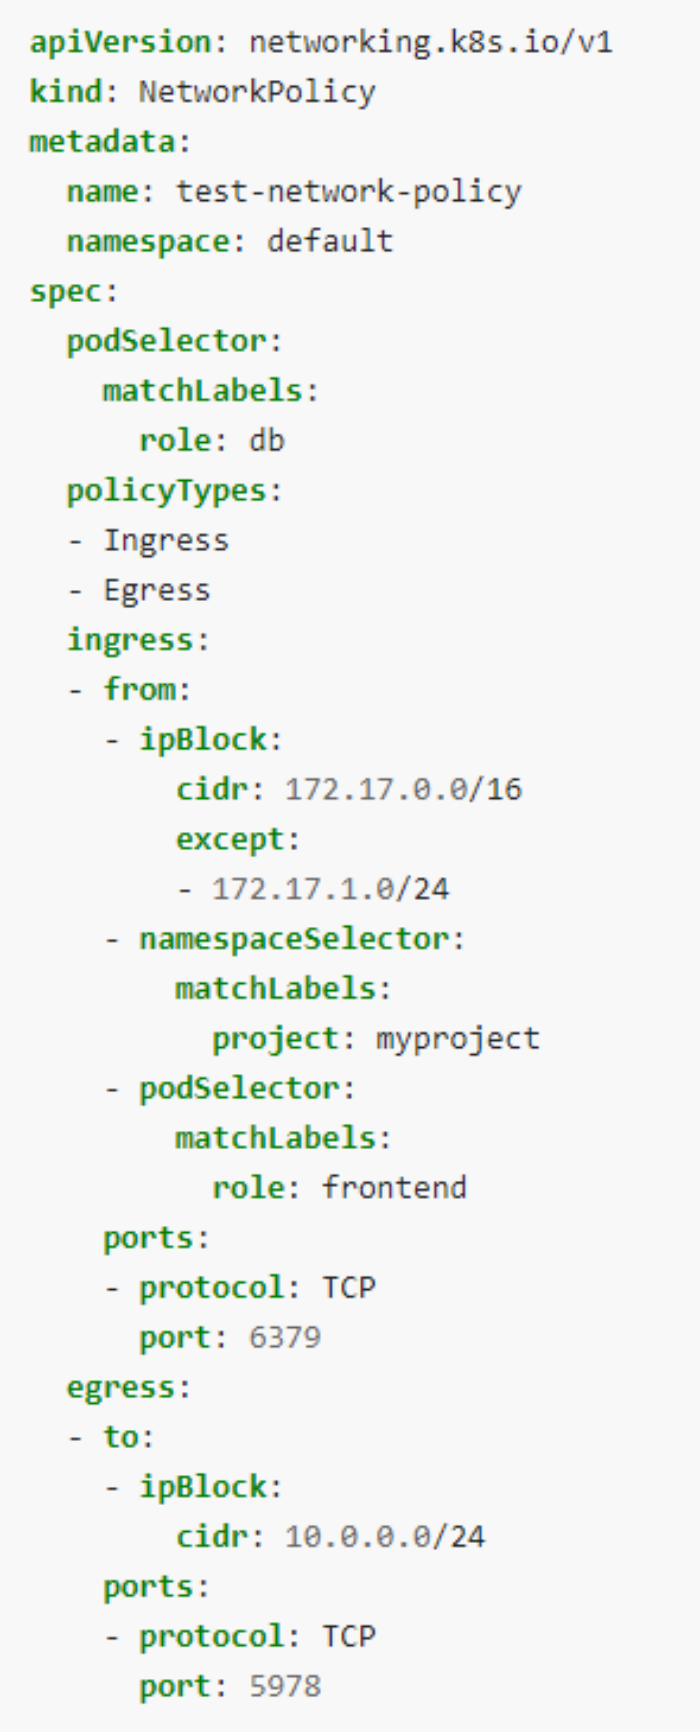 apiVersion: networking.k8s.io/v1
kind: NetworkPolicy
metadata:
  name: test-network-policy
  namespace: default
spec:
  podSelector:
    matchLabels:
      role: db
  policyTypes:
  - Ingress
  - Egress
  ingress:
  - from:
    - ipBlock:
        cidr: 172.17.0.0/16
        except:
        - 172.17.1.0/24
    - namespaceSelector:
        matchLabels:
          project: myproject
    - podSelector:
        matchLabels:
          role: frontend
    ports:
    - protocol: TCP
      port: 6379
  egress:
  - to:
    - ipBlock:
        cidr: 10.0.0.0/24
    ports:
    - protocol: TCP
      port: 5978